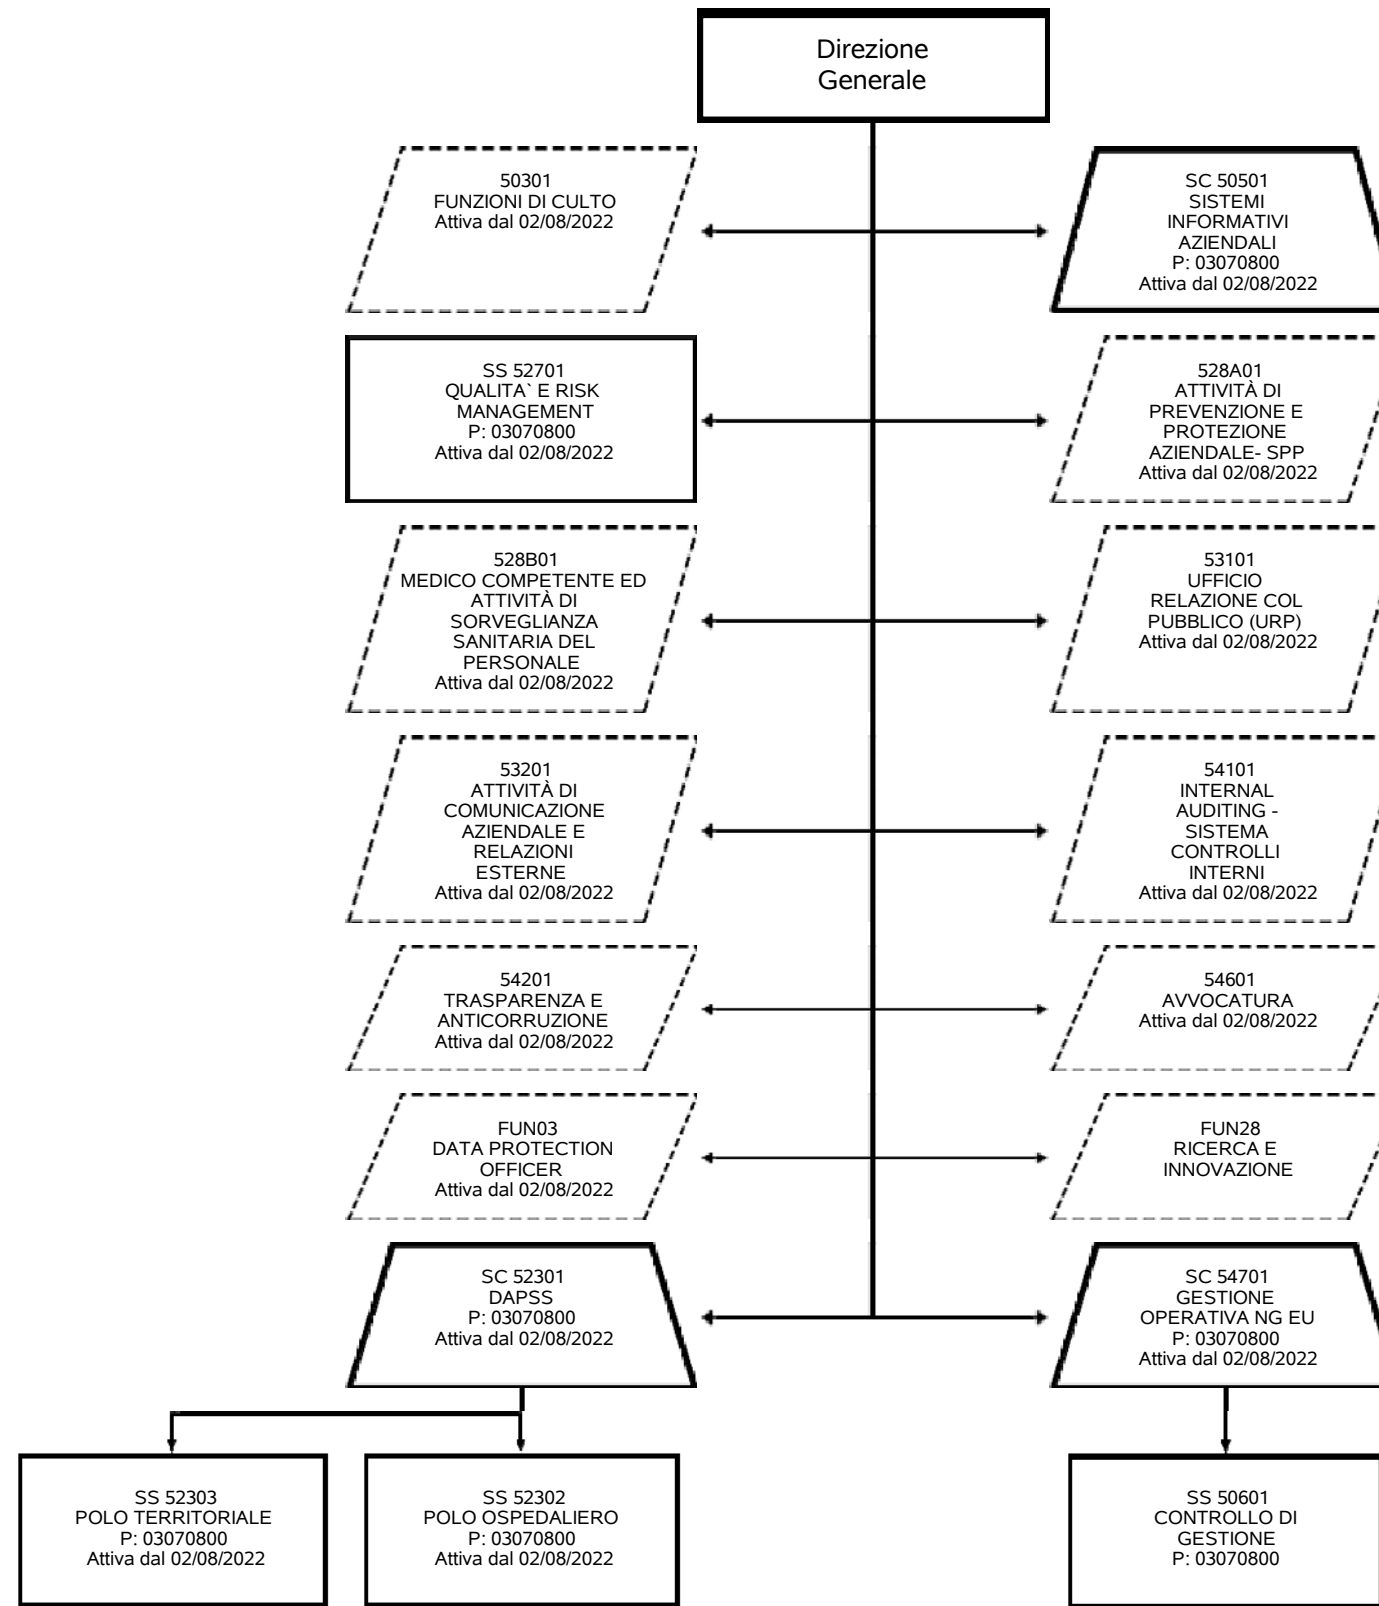 Direzione
Generale
50301
FUNZIONI DI CULTO
Attiva dal 02/08/2022
SC 50501
SISTEMI
INFORMATIVI
AZIENDALI
P: 03070800
Attiva dal 02/08/2022
SS 52701
QUALITA` E RISK
MANAGEMENT
P: 03070800
Attiva dal 02/08/2022
528A01
ATTIVITÀ DI
PREVENZIONE E
PROTEZIONE
AZIENDALE- SPP
Attiva dal 02/08/2022
528B01
MEDICO COMPETENTE ED
ATTIVITÀ DI
SORVEGLIANZA
SANITARIA DEL
PERSONALE
Attiva dal 02/08/2022
53101
UFFICIO
RELAZIONE COL
PUBBLICO (URP)
Attiva dal 02/08/2022
53201
ATTIVITÀ DI
COMUNICAZIONE
AZIENDALE E
RELAZIONI
ESTERNE
Attiva dal 02/08/2022
54101
INTERNAL
AUDITING -
SISTEMA
CONTROLLI
INTERNI
Attiva dal 02/08/2022
54201
TRASPARENZA E
ANTICORRUZIONE
Attiva dal 02/08/2022
54601
AVVOCATURA
Attiva dal 02/08/2022
FUN03
DATA PROTECTION
OFFICER
Attiva dal 02/08/2022
FUN28
RICERCA E
INNOVAZIONE
SC 52301
DAPSS
P: 03070800
Attiva dal 02/08/2022
SC 54701
GESTIONE
OPERATIVA NG EU
P: 03070800
Attiva dal 02/08/2022
SS 52303
POLO TERRITORIALE
P: 03070800
Attiva dal 02/08/2022
SS 52302
POLO OSPEDALIERO
P: 03070800
Attiva dal 02/08/2022
SS 50601
CONTROLLO DI
GESTIONE
P: 03070800